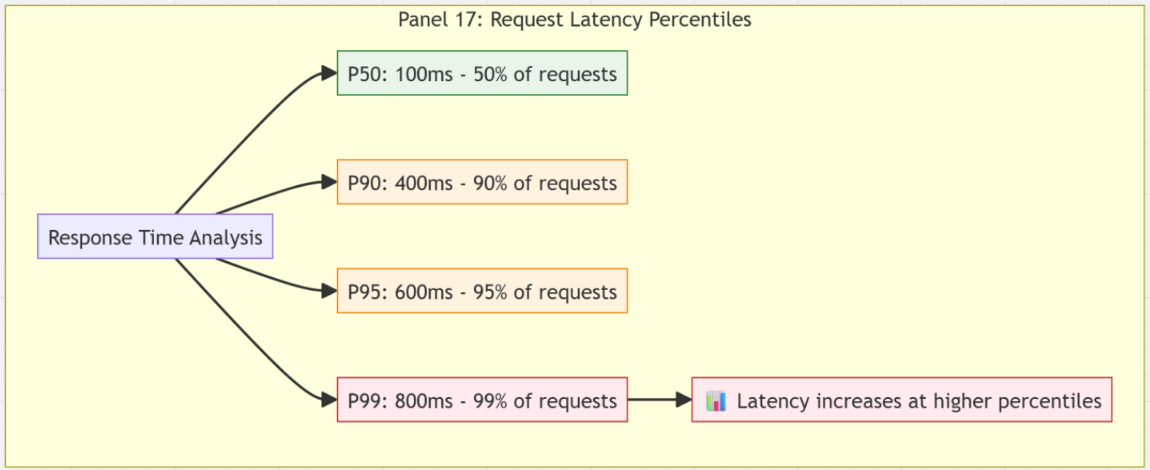 Panel 17: Request Latency Percentiles
P50: 100ms - 50% of requests
P90: 400ms - 90% of requests
Response Time Analysis
P95: 600ms - 95% of requests
P99: 800ms - 99% of requests
📊 Latency increases at higher percentiles